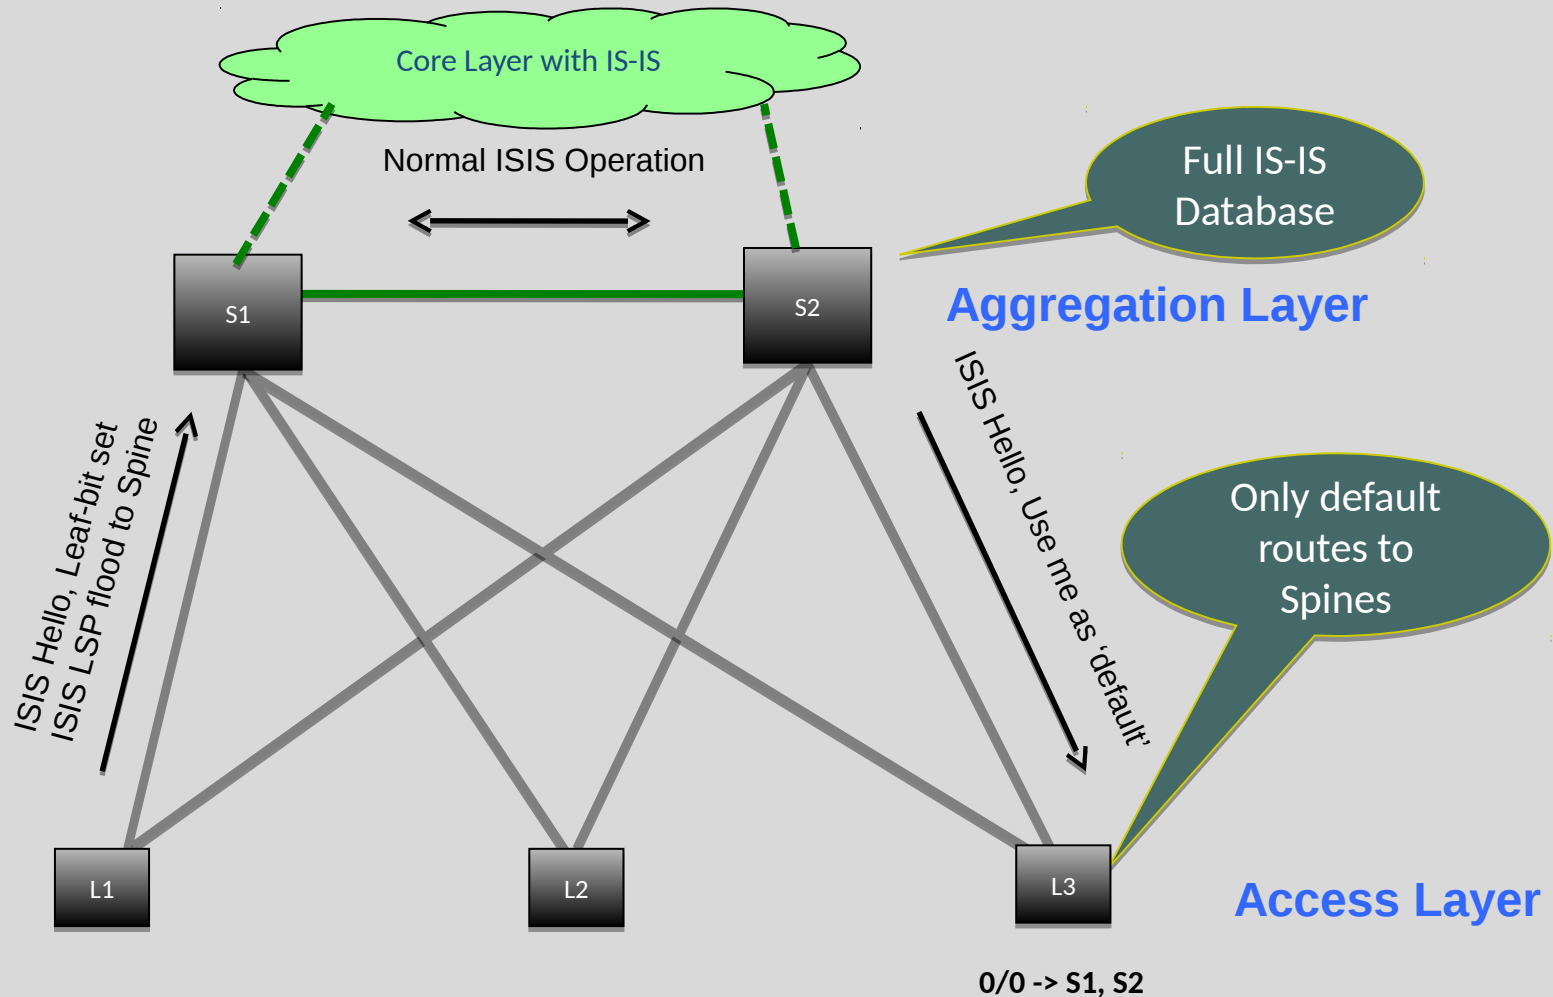 Core Layer with IS-IS
Normal ISIS Operation
Full IS-IS
Database
S1
S2
Aggregation Layer
ISIS Hello, Leaf-bit set
ISIS LSP flood to Spine
ISIS Hello, Use me as ‘default’
Only default
routes to
Spines
L1
L2
L3
Access Layer
0/0 -> S1, S2